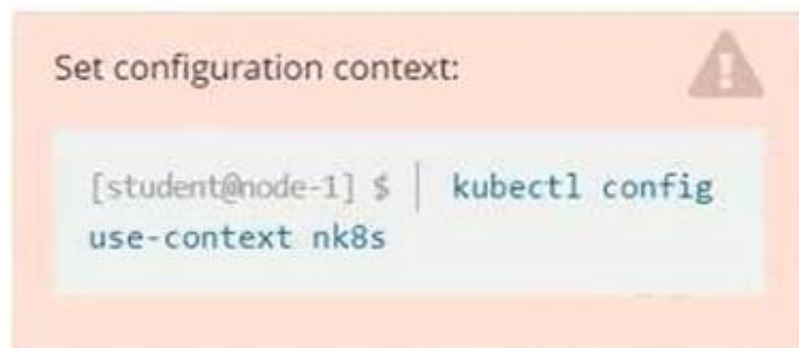 Set configuration context:
[student@node-1] $ | kubectl config
use-context nk8s